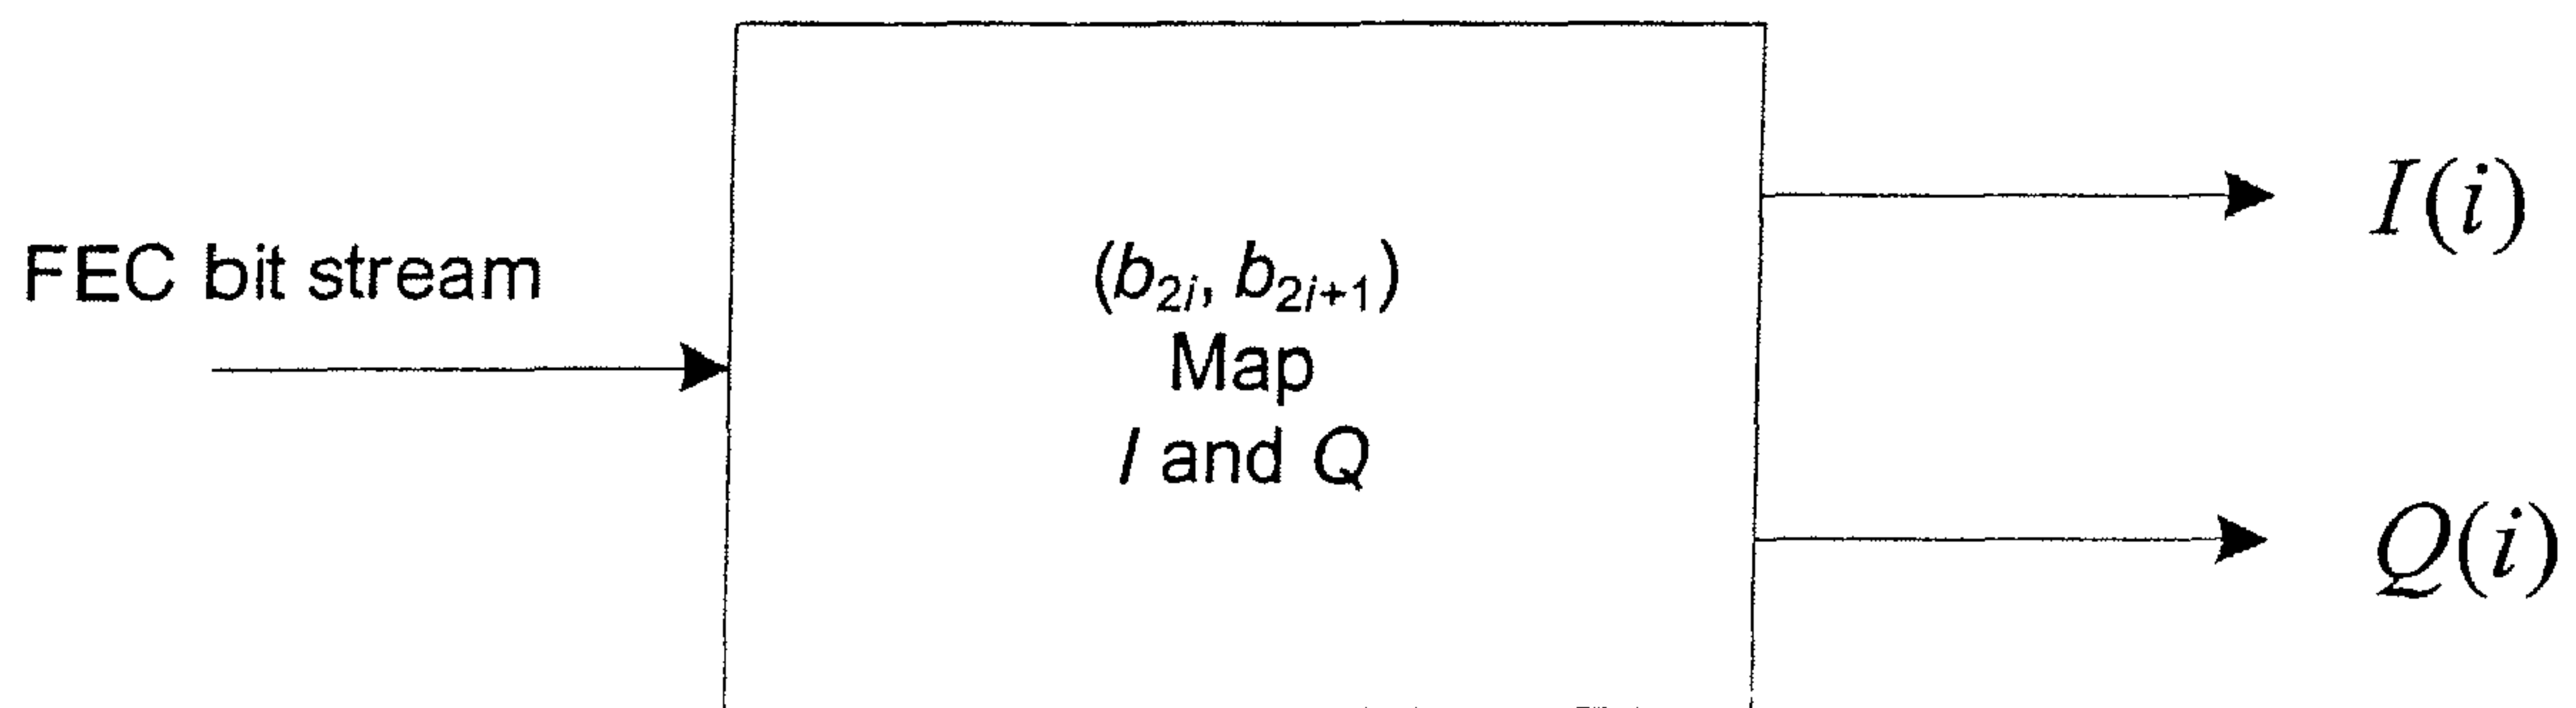 FEC bit stream
(b₂ᵢ, b₂ᵢ₊₁)
Map
I and Q
I(i)
Q(i)